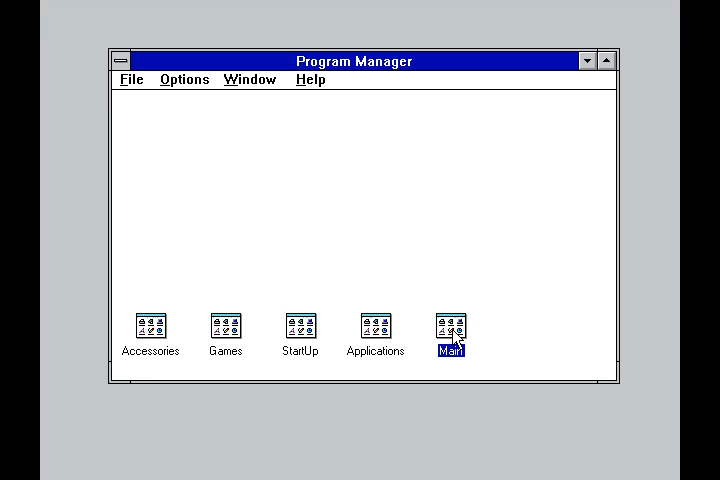 Program Manager
File Options Window Help
Accessories Games StartUp Applications Main